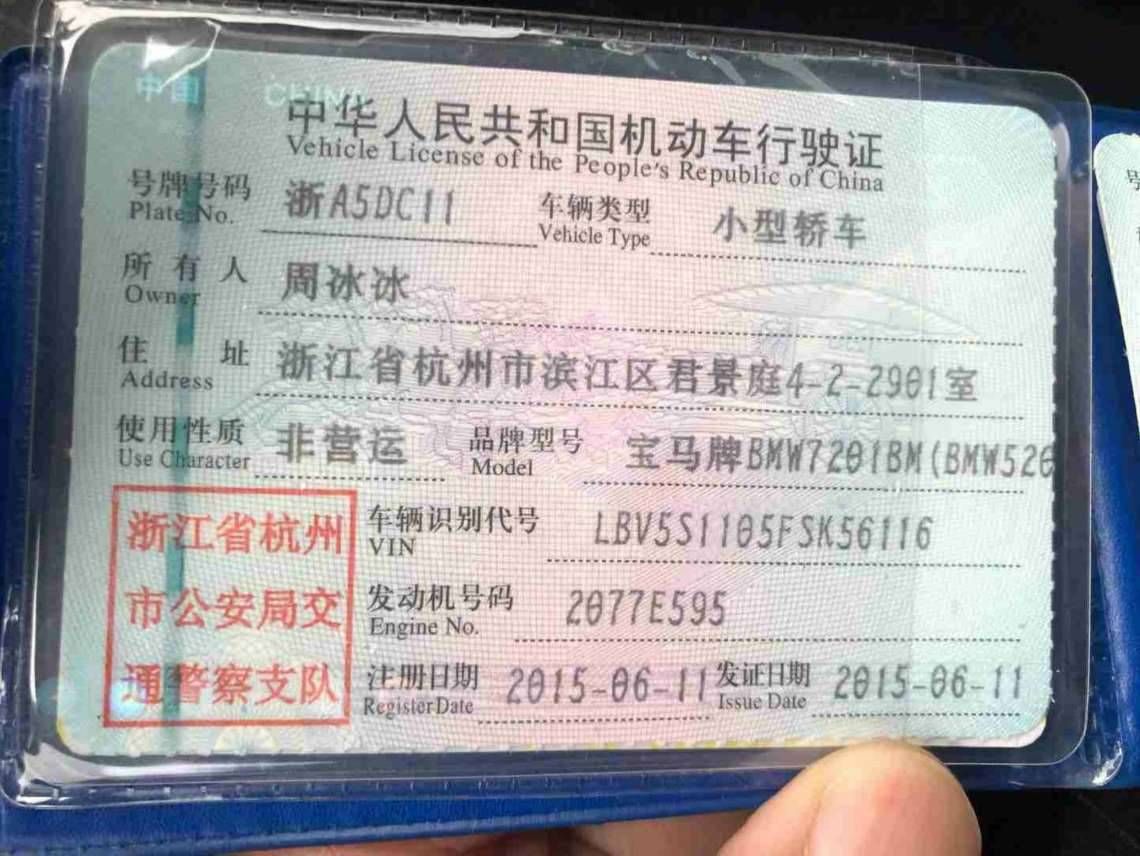 中国 CHINA
中华人民共和国机动车行驶证
Vehicle License of the People's Republic of China
号牌号码 浙A5DC11 车辆类型 小型轿车
Plate No. Vehicle Type
所有人 周冰冰
Owner
住址 浙江省杭州市滨江区君景庭4-2-2901室
Address
使用性质 非营运 品牌型号 宝马牌BMW7201BM(BMW520
Use Character Model
浙江省杭州
市公安局交
通警察支队
车辆识别代号 LBV5S1105FSK56116
VIN
发动机号码 2077E595
Engine No.
注册日期 2015-06-11 发证日期 2015-06-11
Register Date Issue Date
号